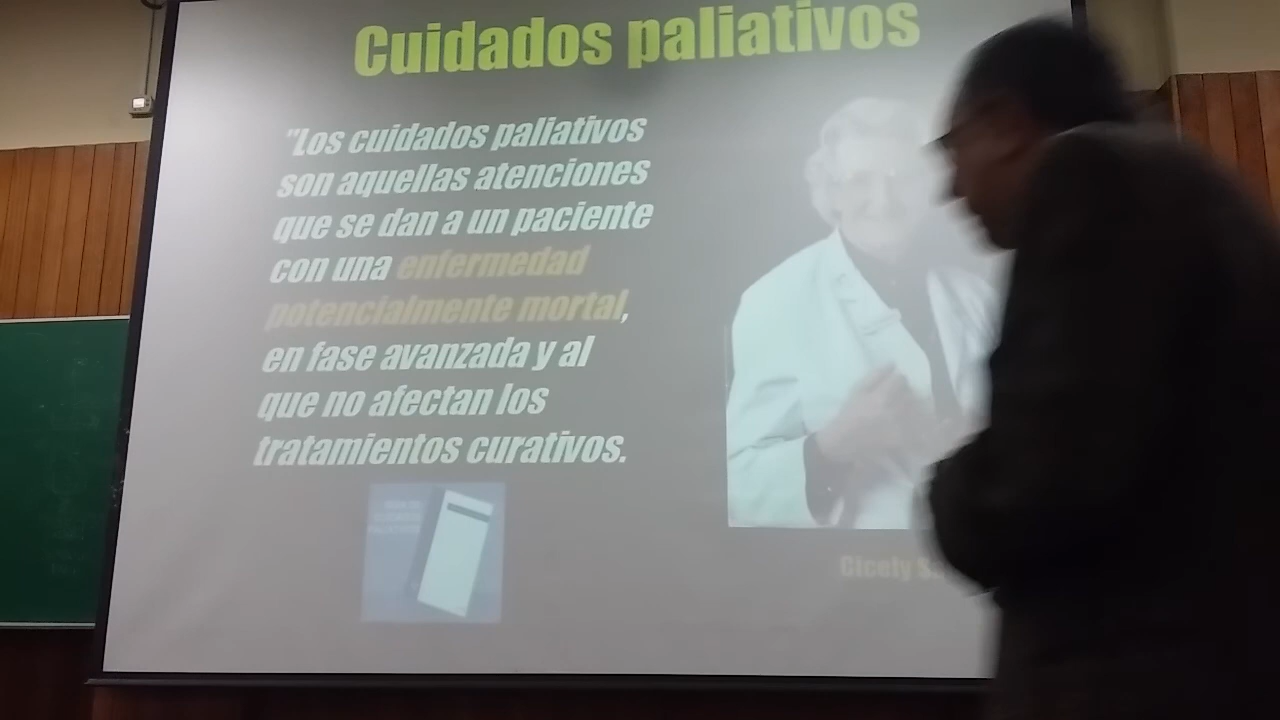 Cuidados paliativos
"Los cuidados paliativos
son aquellas atenciones
que se dan a un paciente
con una enfermedad
potencialmente mortal,
en fase avanzada y al
que no afectan los
tratamientos curativos.
Cicely